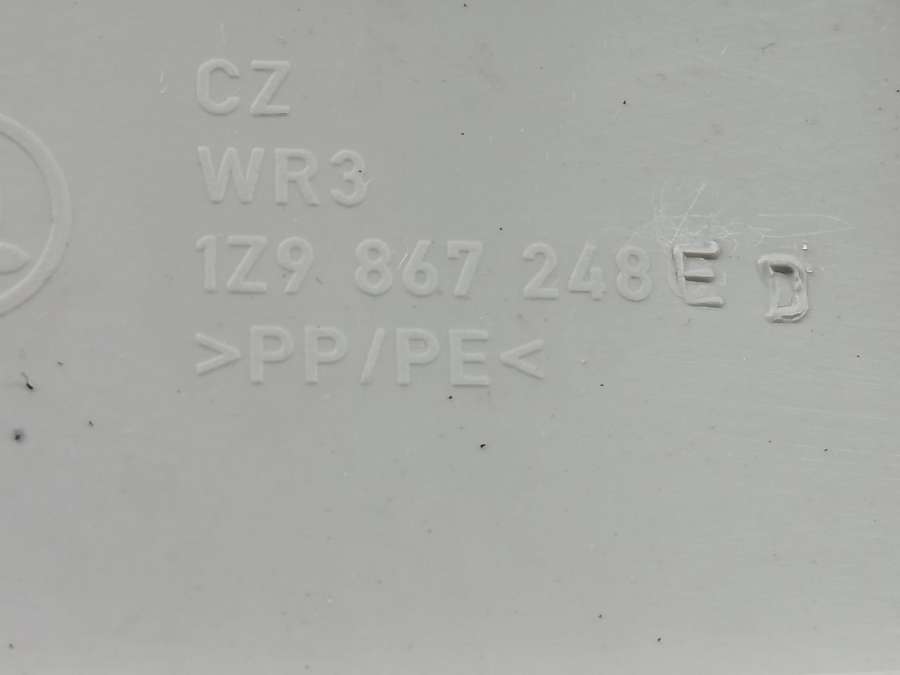 CZ
WR3
1Z9 867 248 E D
>PP/PE<